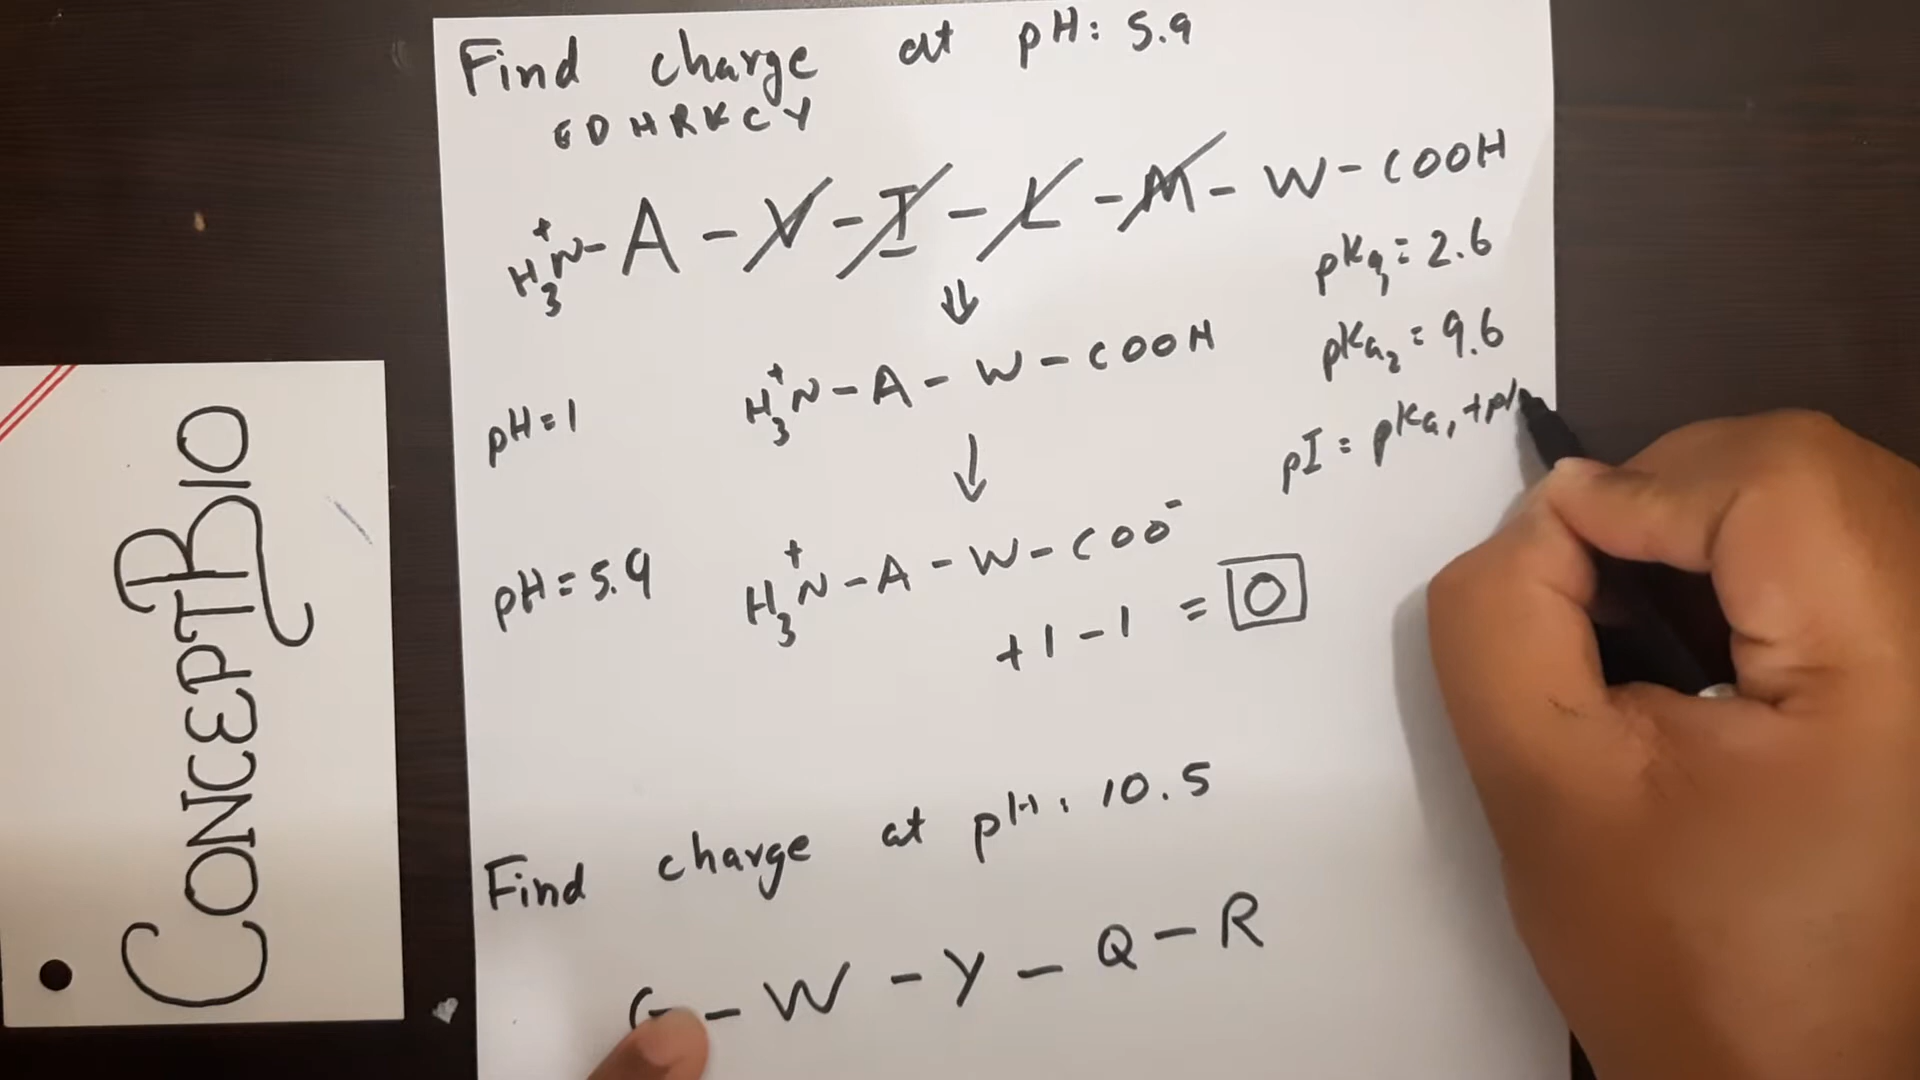 Find charge at pH: 5.9
E D H R K C Y
H₃N⁺ - A - V - I - L - M - W - COOH
pKa₁ = 2.6
pKa₂ = 9.6
pH = 1 H₃N⁺ - A - W - COOH
pI = pKa₁ + pK
pH = 5.9 H₃N⁺ - A - W - COO⁻
+1 - 1 = 0
Find charge at pH: 10.5
G - W - Y - Q - R
CONCEPTBIO